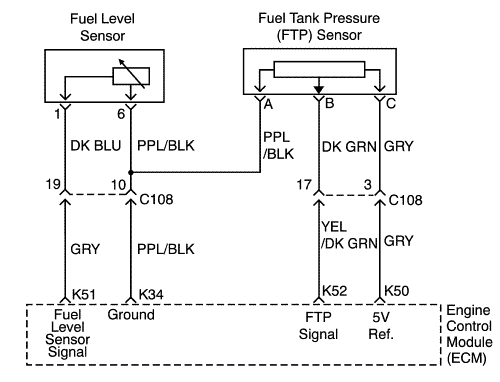 Fuel Level
Sensor
Fuel Tank Pressure
(FTP) Sensor
1
6
A
B
C
DK BLU
PPL/BLK
PPL
/BLK
DK GRN
GRY
19
10
C108
17
3
C108
GRY
PPL/BLK
YEL
/DK GRN
GRY
K51
K34
K52
K50
Fuel
Level
Sensor
Signal
Ground
FTP
Signal
5V
Ref.
Engine
Control
Module
(ECM)